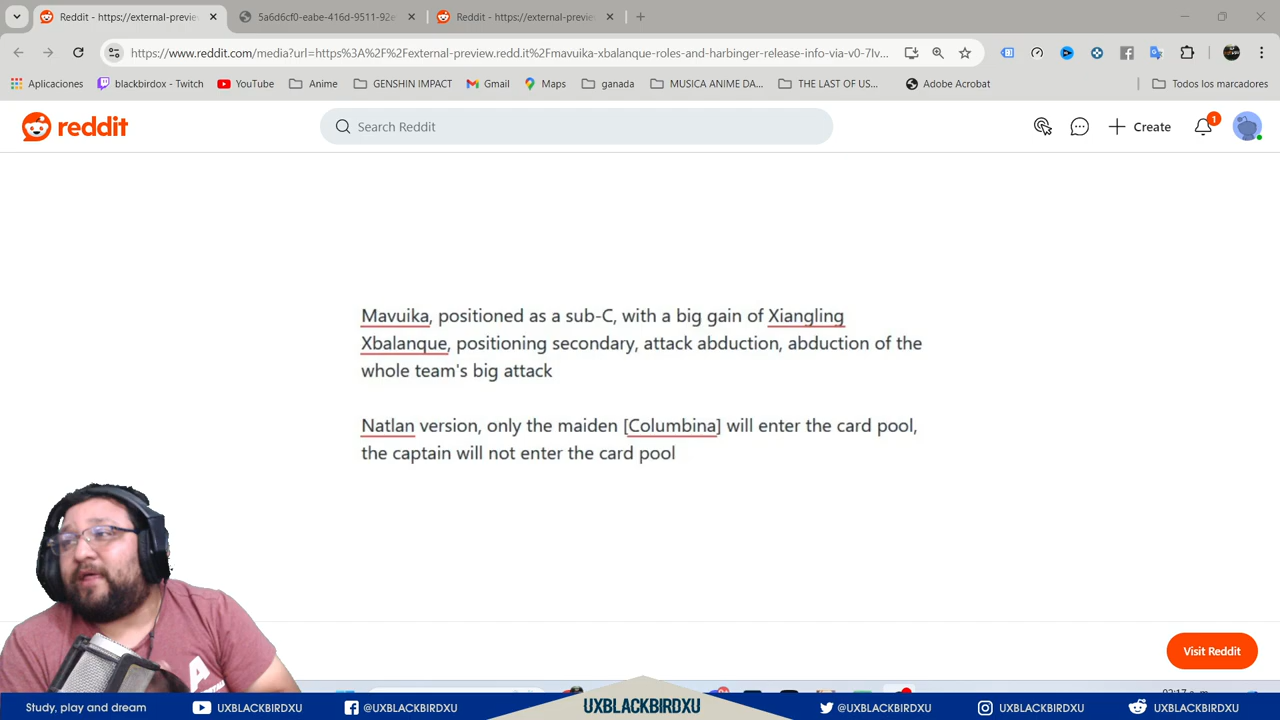 Reddit - https://external-previe
5a6d6cf0-eabe-416d-9511-92e
Reddit - https://external-previe
https://www.reddit.com/media?url=https%3A%2F%2Fexternal-preview.redd.it%2Fmavuika-xbalanque-roles-and-harbinger-release-info-via-v0-7lv...
Aplicaciones
blackbirdox - Twitch
YouTube
Anime
GENSHIN IMPACT
Gmail
Maps
ganada
MUSICA ANIME DA...
THE LAST OF US...
Adobe Acrobat
Todos los marcadores
reddit
Search Reddit
Create
1
Mavuika, positioned as a sub-C, with a big gain of Xiangling
Xbalanque, positioning secondary, attack abduction, abduction of the
whole team's big attack
Natlan version, only the maiden [Columbina] will enter the card pool,
the captain will not enter the card pool
Visit Reddit
Study, play and dream
UXBLACKBIRDXU
@UXBLACKBIRDXU
UXBLACKBIRDXU
@UXBLACKBIRDXU
UXBLACKBIRDXU
UXBLACKBIRDXU